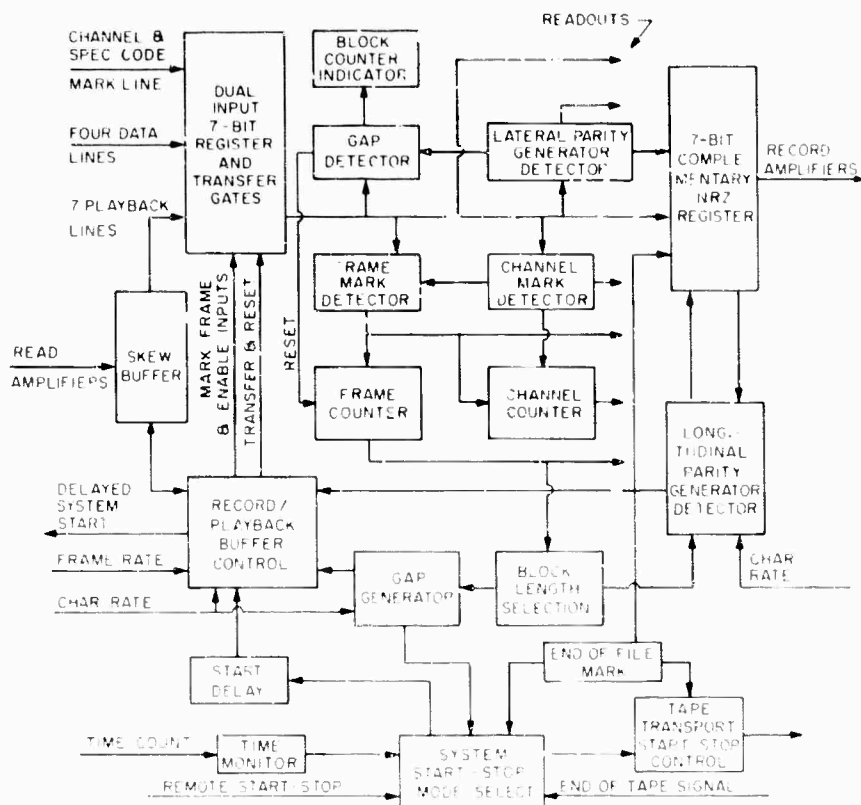 READOUTS
CHANNEL &
SPEC CODE
MARK LINE
FOUR DATA
LINES
7 PLAYBACK
LINES
DUAL
INPUT
7-BIT
REGISTER
AND
TRANSFER
GATES
BLOCK
COUNTER
INDICATOR
GAP
DETECTOR
LATERAL PARITY
GENERATOR
DETECTOR
7-BIT
COMPLE
MENTARY
NRZ
REGISTER
RECORD
AMPLIFIERS
FRAME
MARK
DETECTOR
CHANNEL
MARK
DETECTOR
MARK FRAME
& ENABLE INPUTS
TRANSFER & RESET
RESET
READ
AMPLIFIERS
SKEW
BUFFER
FRAME
COUNTER
CHANNEL
COUNTER
LONG-
ITUDINAL
PARITY
GENERATOR
DETECTOR
DELAYED
SYSTEM
START
RECORD/
PLAYBACK
BUFFER
CONTROL
FRAME RATE
CHAR RATE
GAP
GENERATOR
BLOCK
LENGTH
SELECTION
CHAR
RATE
START
DELAY
END OF FILE
MARK
TAPE
TRANSPORT
START-STOP
CONTROL
TIME COUNT
TIME
MONITOR
SYSTEM
START-STOP
MODE SELECT
REMOTE START-STOP
END OF TAPE SIGNAL